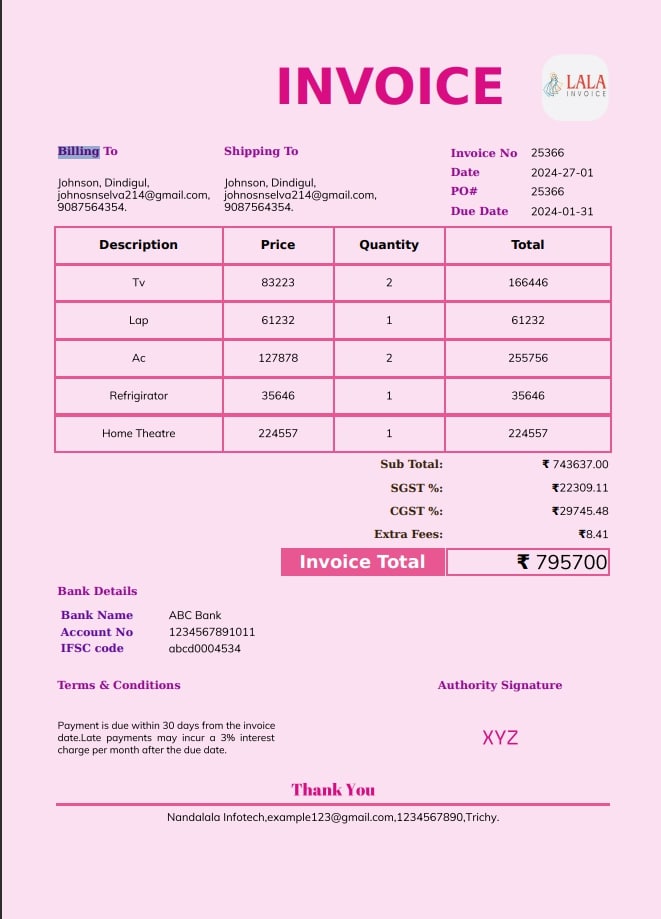 INVOICE
LALA
INVOICE
Billing To
Shipping To
Johnson, Dindigul,
johnosnselva214@gmail.com,
9087564354.
Johnson, Dindigul,
johnosnselva214@gmail.com,
9087564354.
Invoice No 25366
Date 2024-27-01
PO# 25366
Due Date 2024-01-31
Description Price Quantity Total
Tv 83223 2 166446
Lap 61232 1 61232
Ac 127878 2 255756
Refrigirator 35646 1 35646
Home Theatre 224557 1 224557
Sub Total: ₹ 743637.00
SGST %: ₹22309.11
CGST %: ₹29745.48
Extra Fees: ₹8.41
Invoice Total ₹ 795700
Bank Details
Bank Name ABC Bank
Account No 1234567891011
IFSC code abcd0004534
Terms & Conditions
Payment is due within 30 days from the invoice
date.Late payments may incur a 3% interest
charge per month after the due date.
Authority Signature
XYZ
Thank You
Nandalala Infotech,example123@gmail.com,1234567890,Trichy.